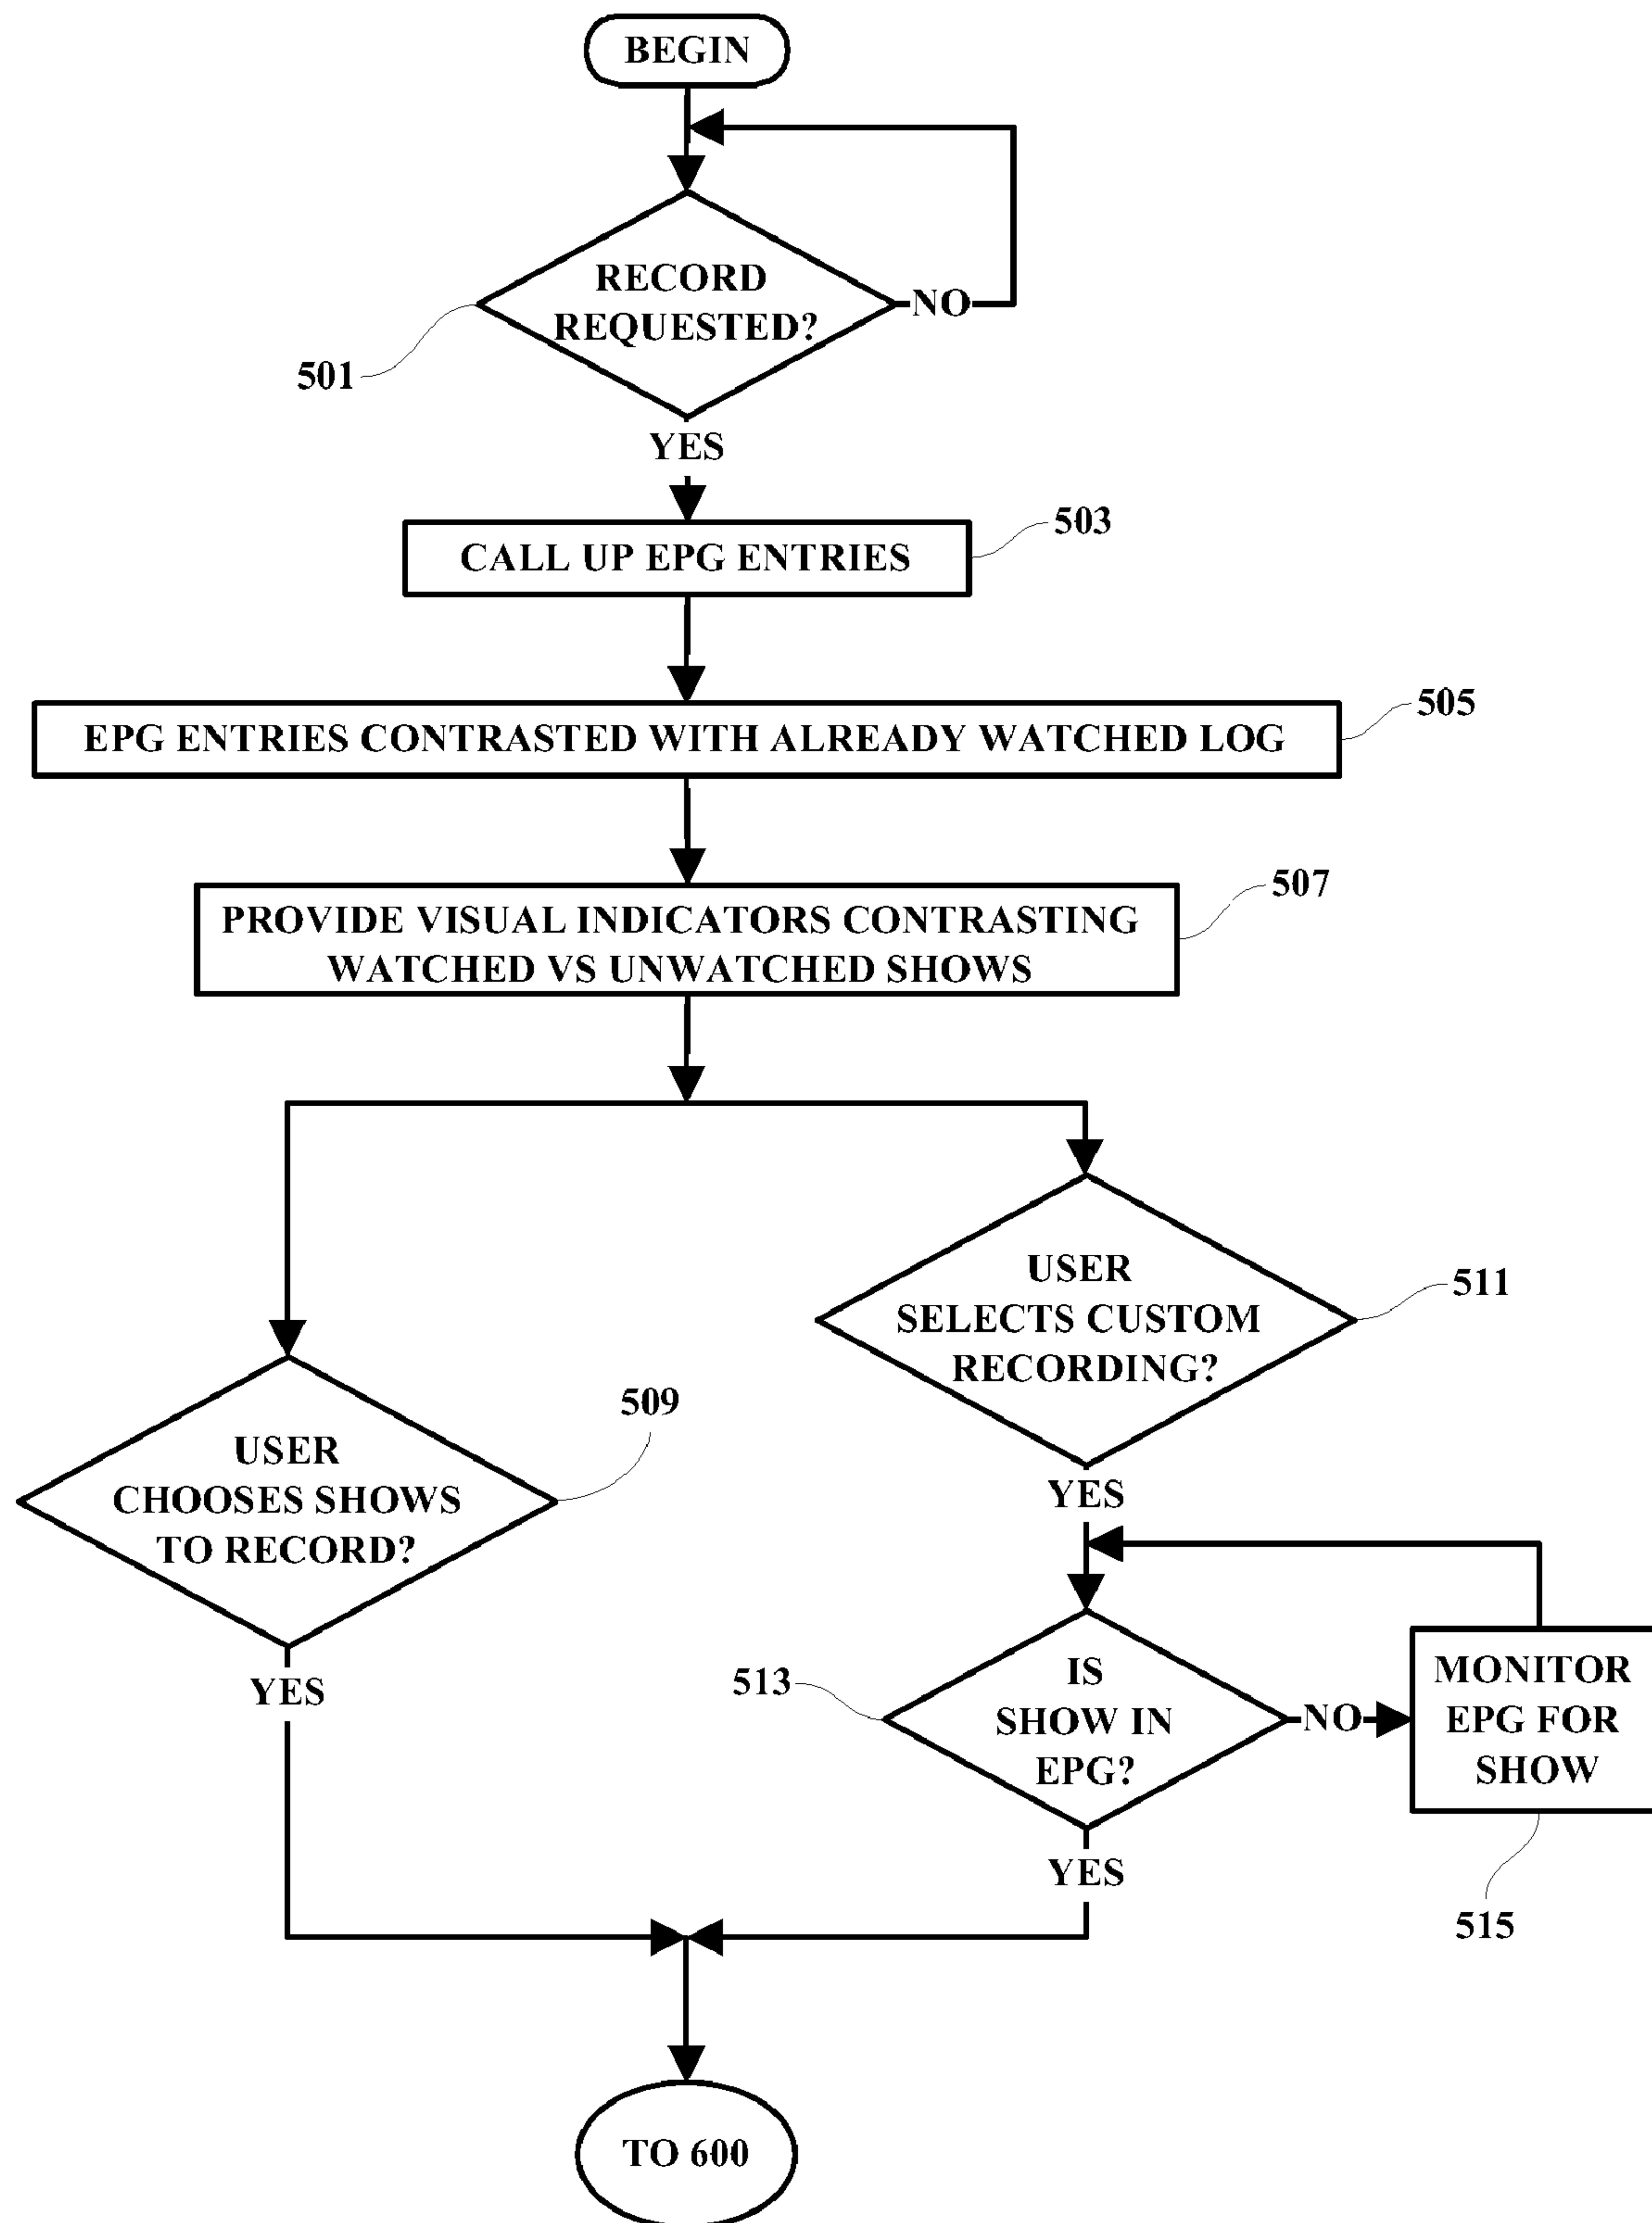 BEGIN
RECORD
REQUESTED?
NO
501
YES
503
CALL UP EPG ENTRIES
505
EPG ENTRIES CONTRASTED WITH ALREADY WATCHED LOG
507
PROVIDE VISUAL INDICATORS CONTRASTING
WATCHED VS UNWATCHED SHOWS
USER
SELECTS CUSTOM
RECORDING?
511
509
USER
CHOOSES SHOWS
TO RECORD?
YES
YES
513
IS
SHOW IN
EPG?
NO
MONITOR
EPG FOR
SHOW
YES
515
TO 600